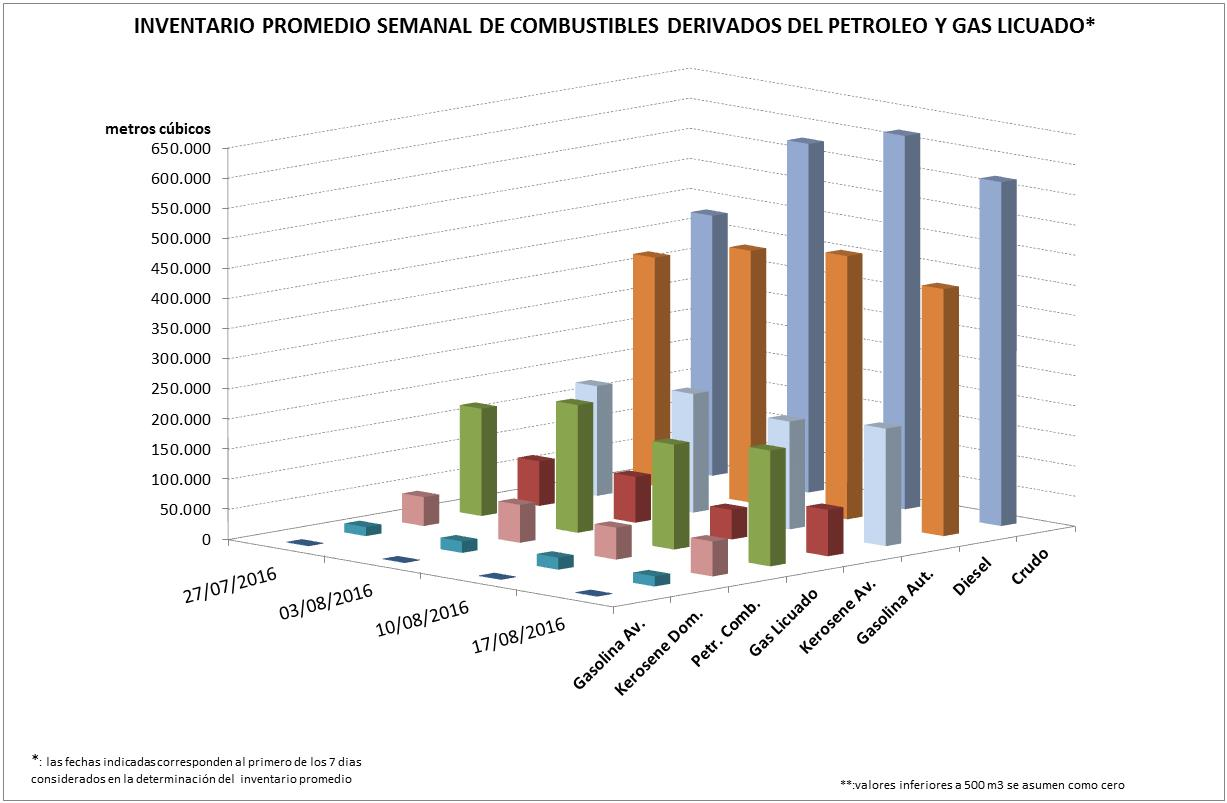 INVENTARIO PROMEDIO SEMANAL DE COMBUSTIBLES DERIVADOS DEL PETROLEO Y GAS LICUADO*
metros cúbicos
650.000
600.000
550.000
500.000
450.000
400.000
350.000
300.000
250.000
200.000
150.000
100.000
50.000
0
27/07/2016
03/08/2016
10/08/2016
17/08/2016
Gasolina Av.
Kerosene Dom.
Petr. Comb.
Gas Licuado
Kerosene Av.
Gasolina Aut.
Diesel
Crudo
*: las fechas indicadas corresponden al primero de los 7 dias
considerados en la determinación del inventario promedio
**:valores inferiores a 500 m3 se asumen como cero